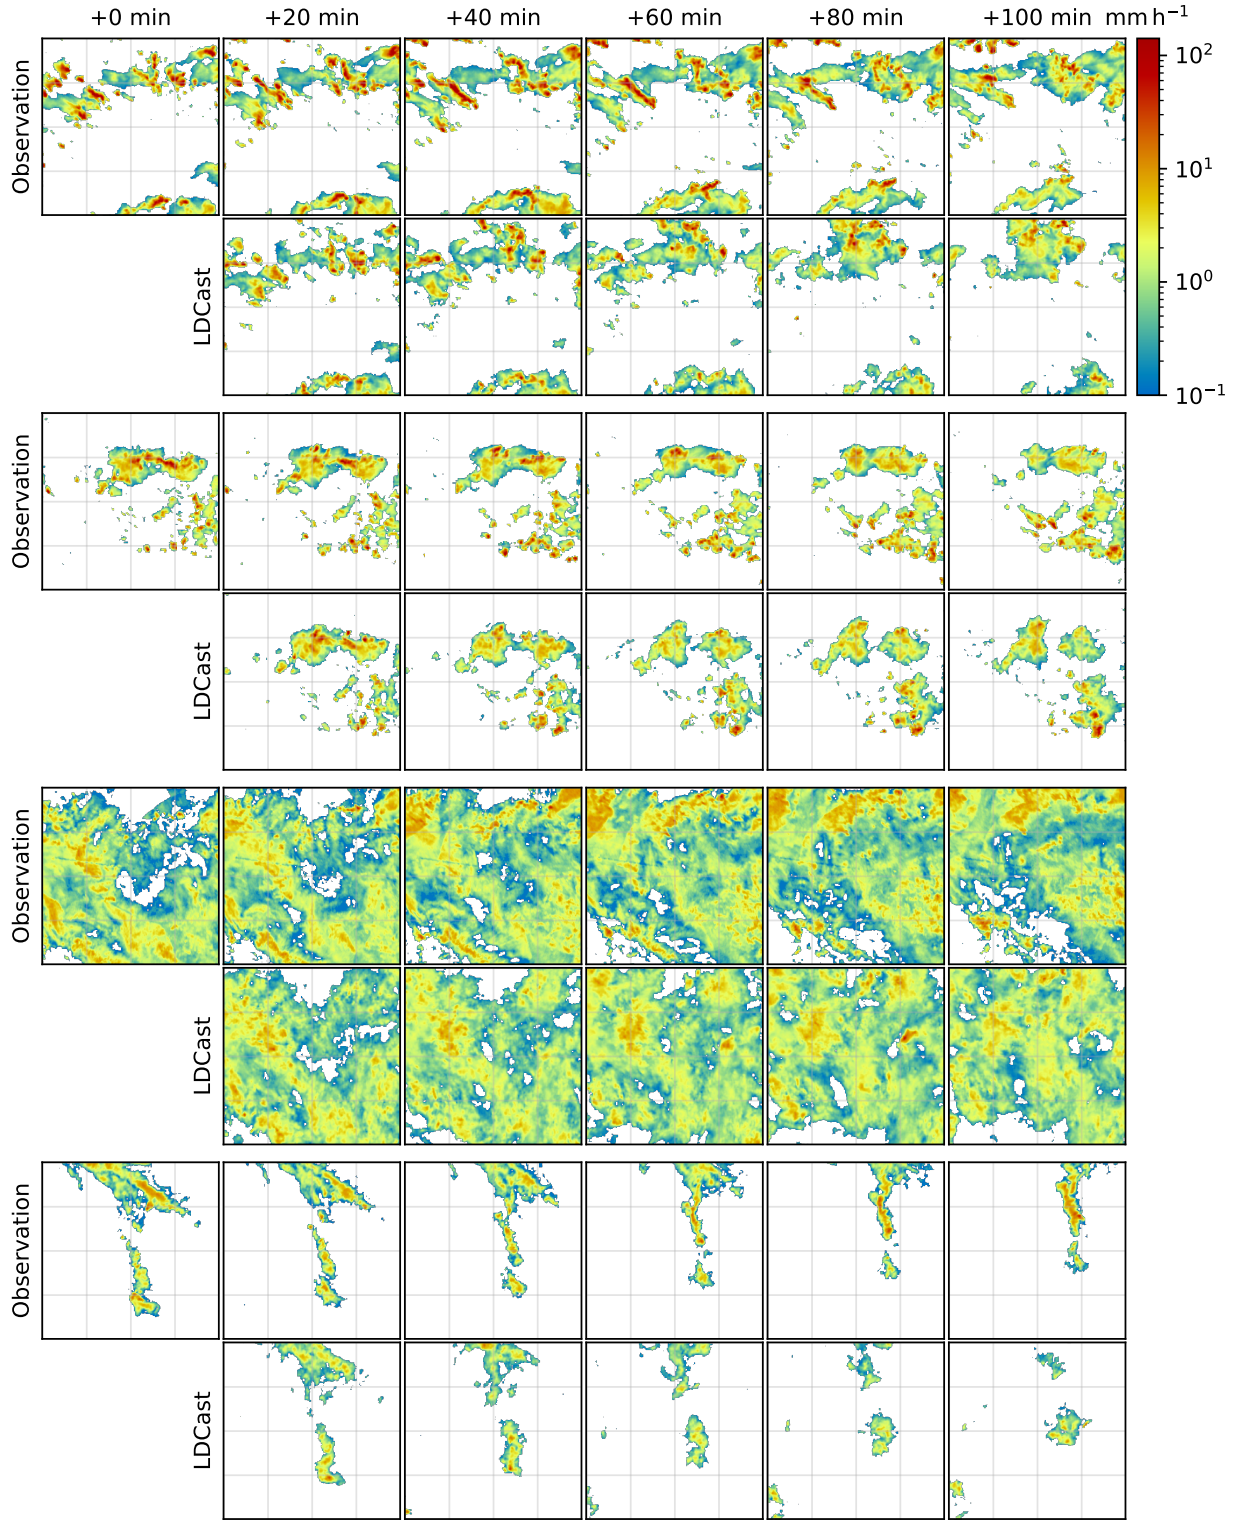 +0 min +20 min +40 min +60 min +80 min +100 min mm h⁻¹
Observation
LDCast
10²
10¹
10⁰
10⁻¹
Observation
LDCast
Observation
LDCast
Observation
LDCast